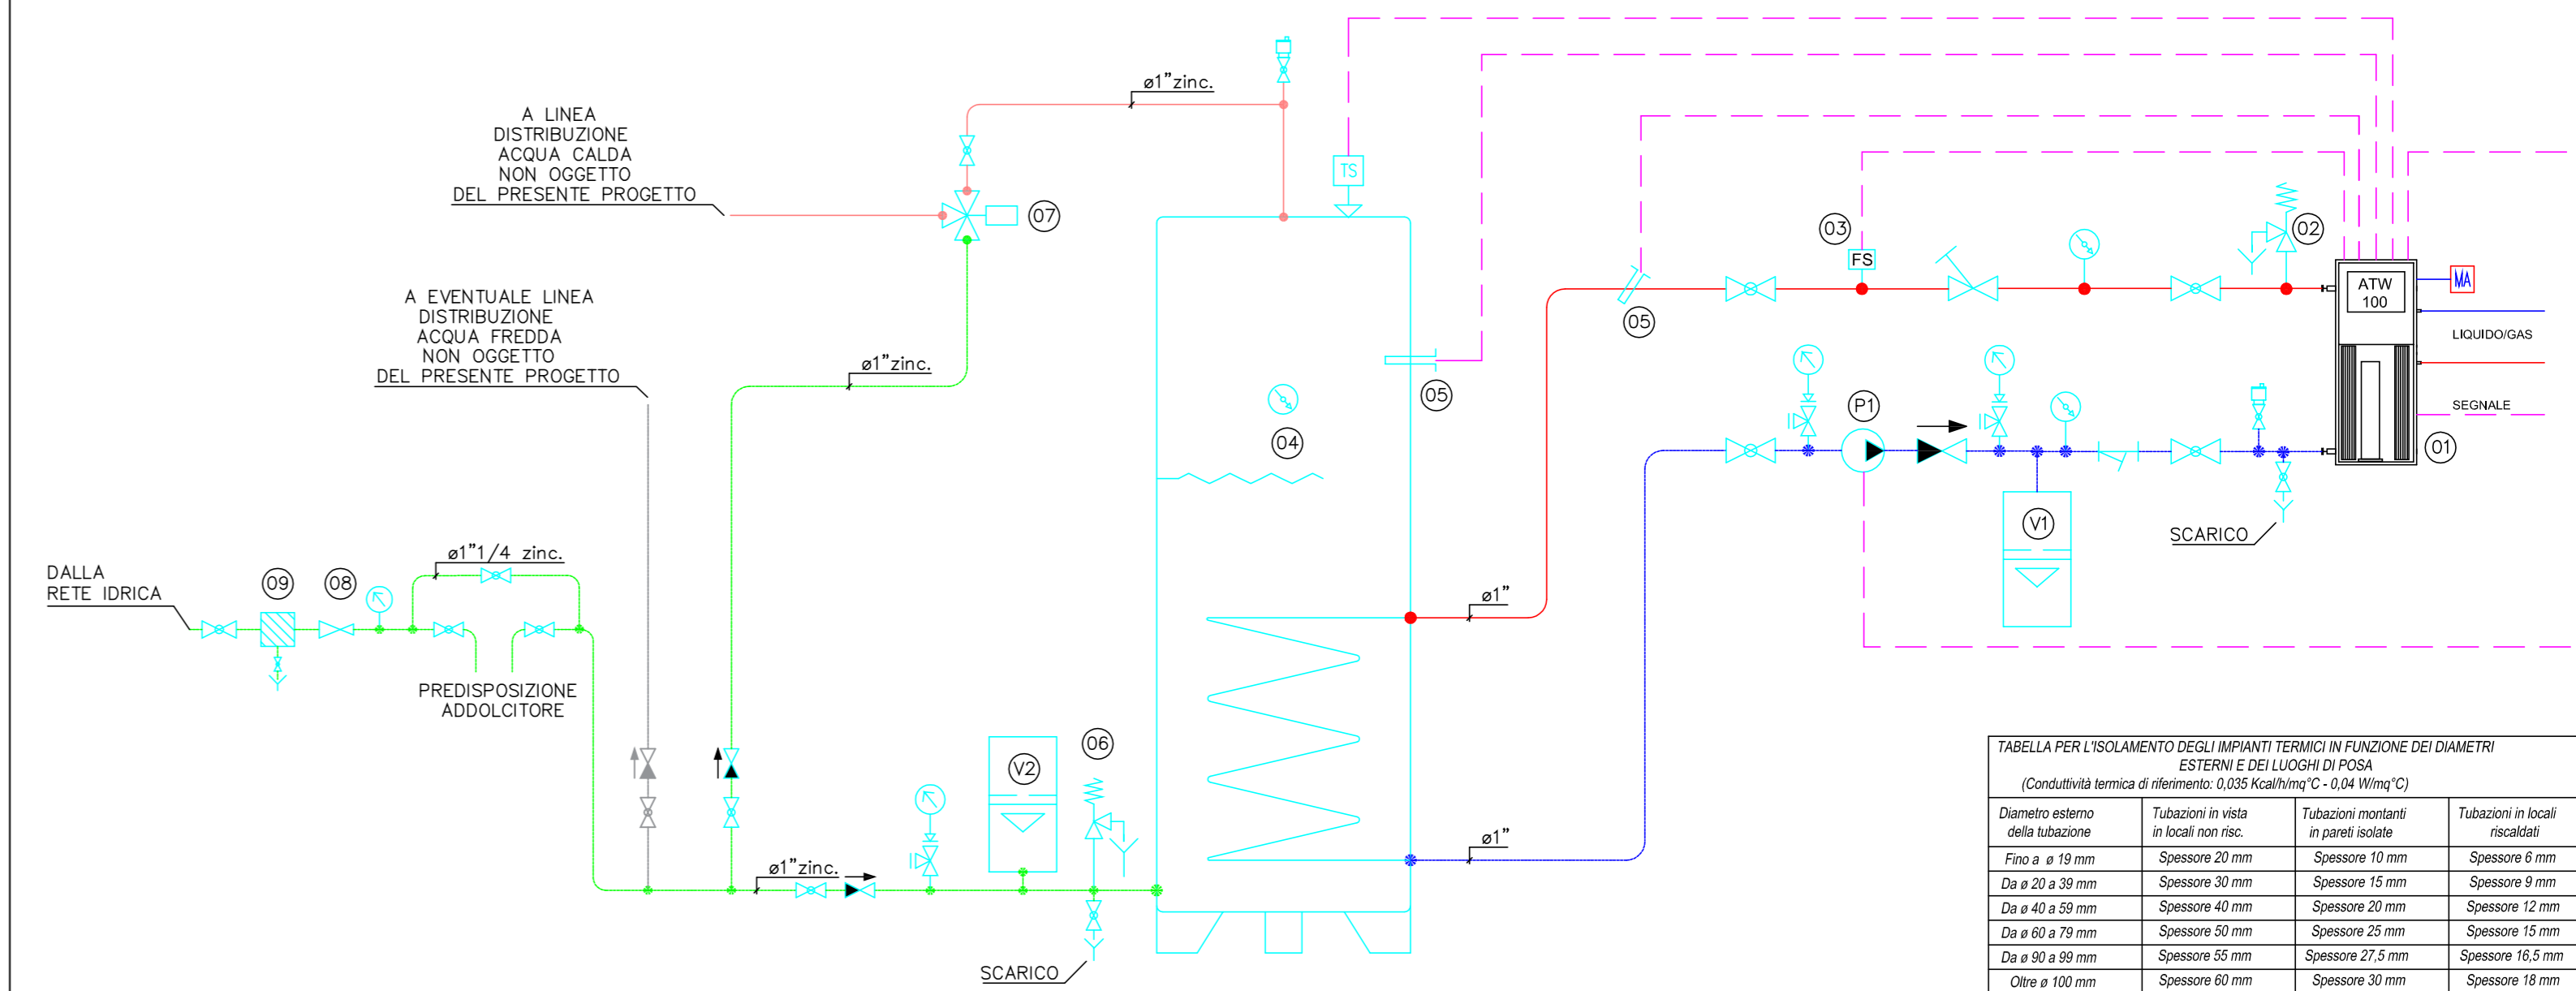 ø1"zinc.
A LINEA
DISTRIBUZIONE
ACQUA CALDA
NON OGGETTO
DEL PRESENTE PROGETTO
07
TS
03
FS
02
ATW
100
MA
LIQUIDO/GAS
SEGNALE
01
A EVENTUALE LINEA
DISTRIBUZIONE
ACQUA FREDDA
NON OGGETTO
DEL PRESENTE PROGETTO
ø1"zinc.
05
05
04
P1
V1
SCARICO
DALLA
RETE IDRICA
09
08
ø1"1/4 zinc.
PREDISPOSIZIONE
ADDOLCITORE
ø1"
V2
06
ø1"zinc.
ø1"
SCARICO
TABELLA PER L'ISOLAMENTO DEGLI IMPIANTI TERMICI IN FUNZIONE DEI DIAMETRI
ESTERNI E DEI LUOGHI DI POSA
(Conduttività termica di riferimento: 0,035 Kcal/h/mq°C - 0,04 W/mq°C)
Diametro esterno
della tubazione
Tubazioni in vista
in locali non risc.
Tubazioni montanti
in pareti isolate
Tubazioni in locali
riscaldati
Fino a ø 19 mm Spessore 20 mm Spessore 10 mm Spessore 6 mm
Da ø 20 a 39 mm Spessore 30 mm Spessore 15 mm Spessore 9 mm
Da ø 40 a 59 mm Spessore 40 mm Spessore 20 mm Spessore 12 mm
Da ø 60 a 79 mm Spessore 50 mm Spessore 25 mm Spessore 15 mm
Da ø 90 a 99 mm Spessore 55 mm Spessore 27,5 mm Spessore 16,5 mm
Oltre ø 100 mm Spessore 60 mm Spessore 30 mm Spessore 18 mm